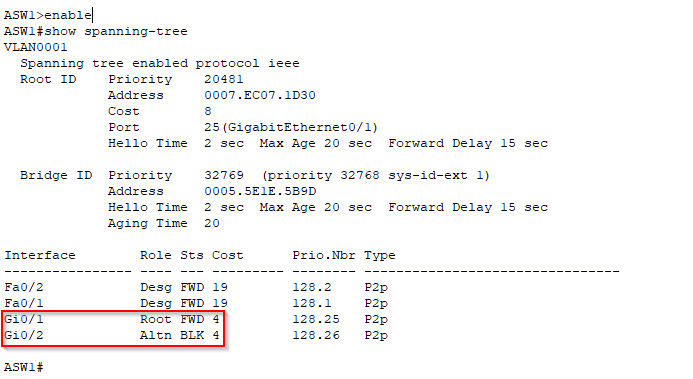 ASW1>enable
ASW1#show spanning-tree
VLAN0001
  Spanning tree enabled protocol ieee
  Root ID    Priority    20481
             Address     0007.EC07.1D30
             Cost        8
             Port        25(GigabitEthernet0/1)
             Hello Time  2 sec  Max Age 20 sec  Forward Delay 15 sec

  Bridge ID  Priority    32769  (priority 32768 sys-id-ext 1)
             Address     0005.5E1E.5B9D
             Hello Time  2 sec  Max Age 20 sec  Forward Delay 15 sec
             Aging Time  20

Interface        Role Sts Cost      Prio.Nbr Type
---------------- ---- --- --------- -------- --------------------------------
Fa0/2            Desg FWD 19        128.2    P2p
Fa0/1            Desg FWD 19        128.1    P2p
Gi0/1            Root FWD 4         128.25   P2p
Gi0/2            Altn BLK 4         128.26   P2p

ASW1#